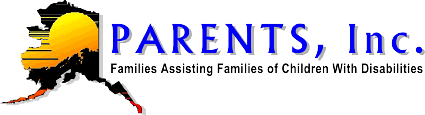 PARENTS, Inc.
Families Assisting Families of Children With Disabilities